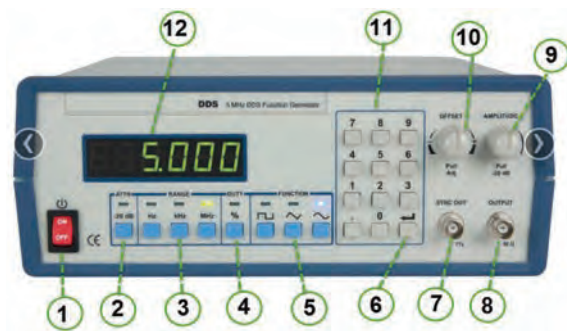 12
11
10
9
DDS 5 MHz DDS Function Generator
OFFSET
AMPLITUDE
5.000
7 8 9
4 5 6
1 2 3
. 0
Pull
Adj.
Pull
-20 dB
ATTN
RANGE
DUTY
FUNCTION
-20 dB
Hz
kHz
MHz
%
ON
OFF
CE
SYNC OUT
OUTPUT
TTL
50 Ω
1
2
3
4
5
6
7
8